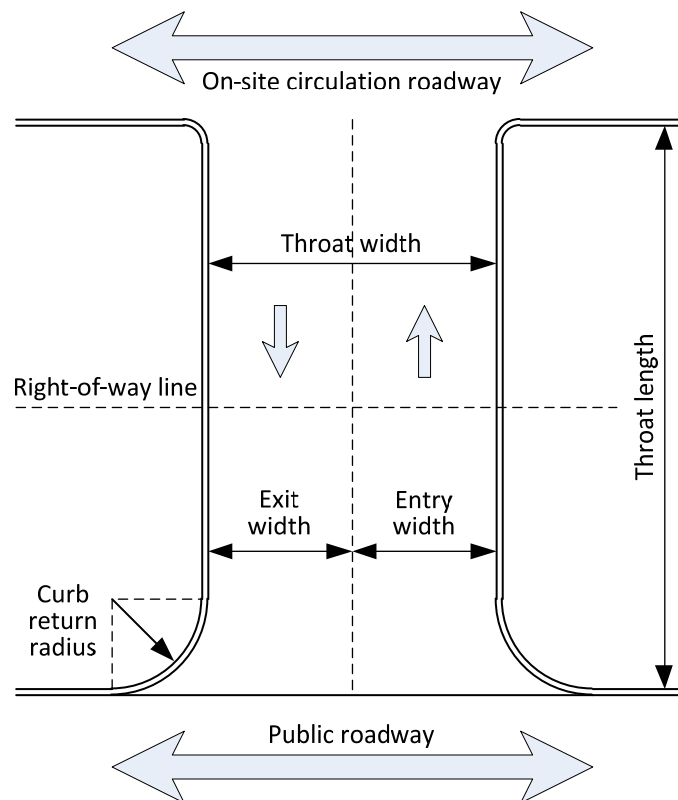 On-site circulation roadway
Throat width
Right-of-way line
Throat length
Exit
width
Entry
width
Curb
return
radius
Public roadway